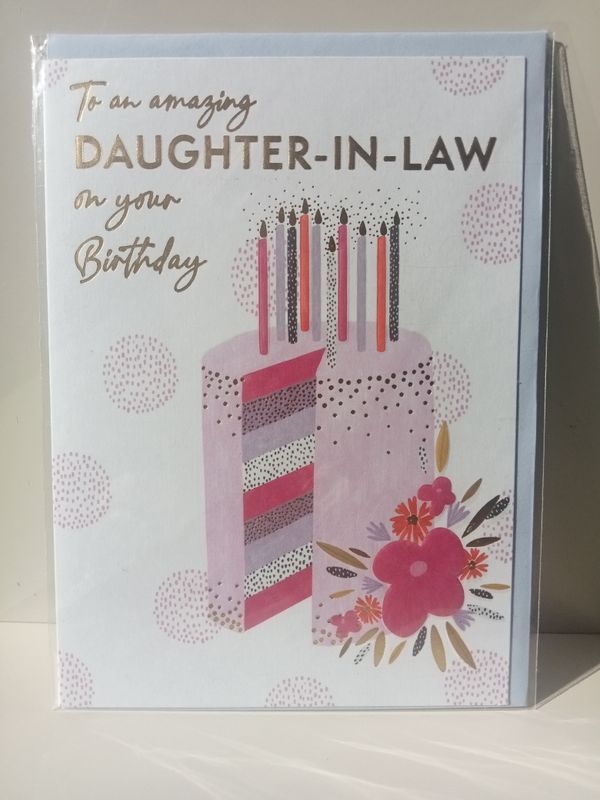 To an amazing
DAUGHTER-IN-LAW
on your
Birthday